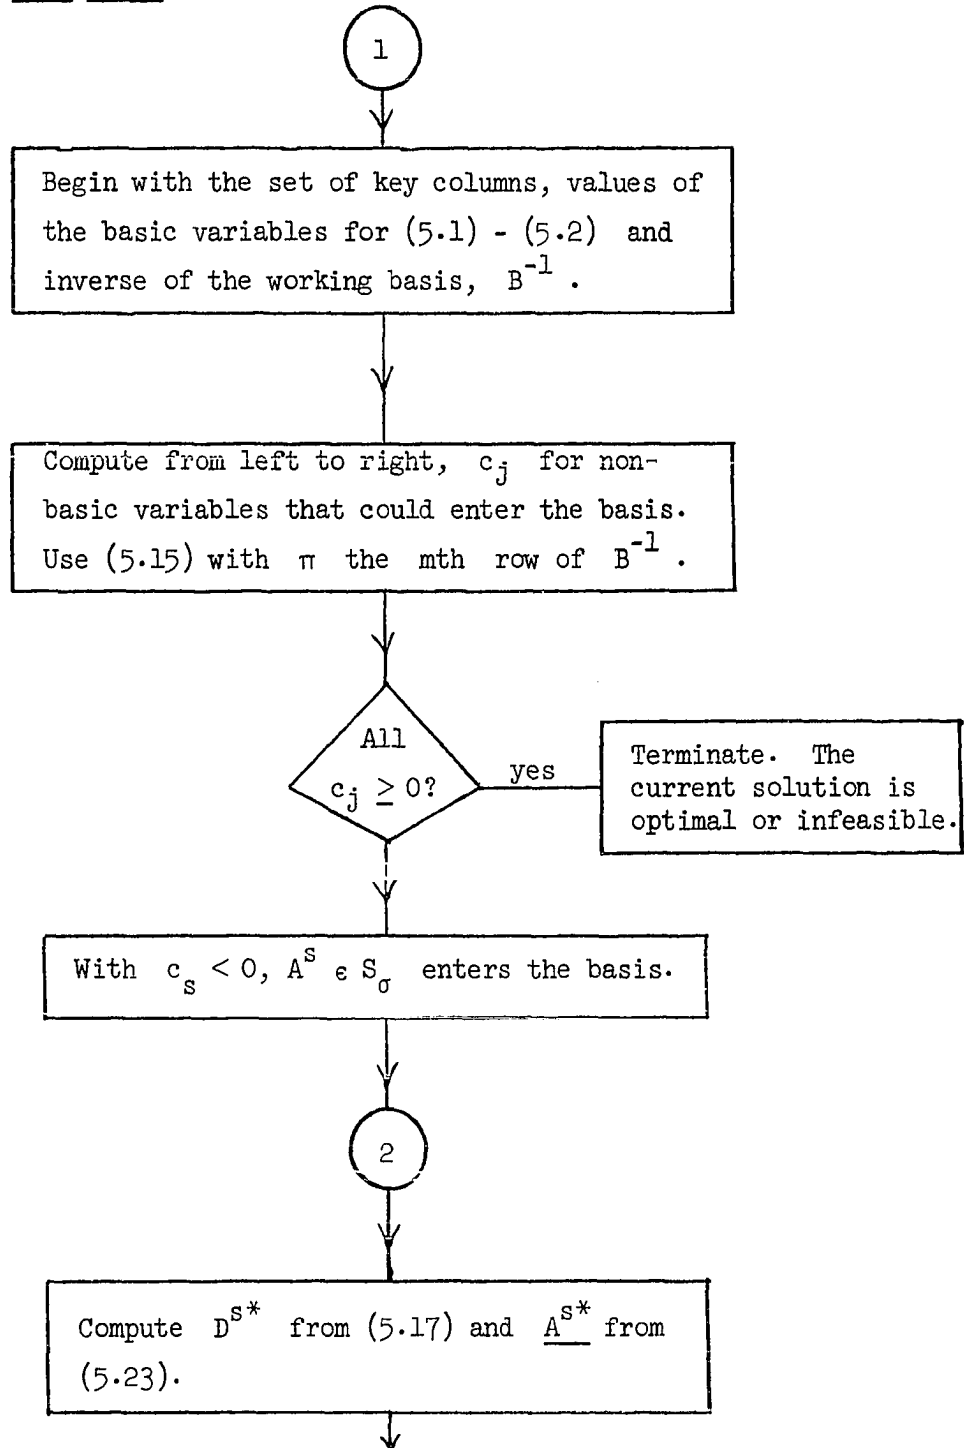 1
Begin with the set of key columns, values of
the basic variables for (5.1) - (5.2) and
inverse of the working basis, B⁻¹ .
Compute from left to right, cⱼ for non-
basic variables that could enter the basis.
Use (5.15) with π the mth row of B⁻¹ .
All
cⱼ ≥ 0?
yes
Terminate. The
current solution is
optimal or infeasible.
With c_s < 0, A^s ϵ S_σ enters the basis.
2
Compute D^s* from (5.17) and A^s* from
(5.23).